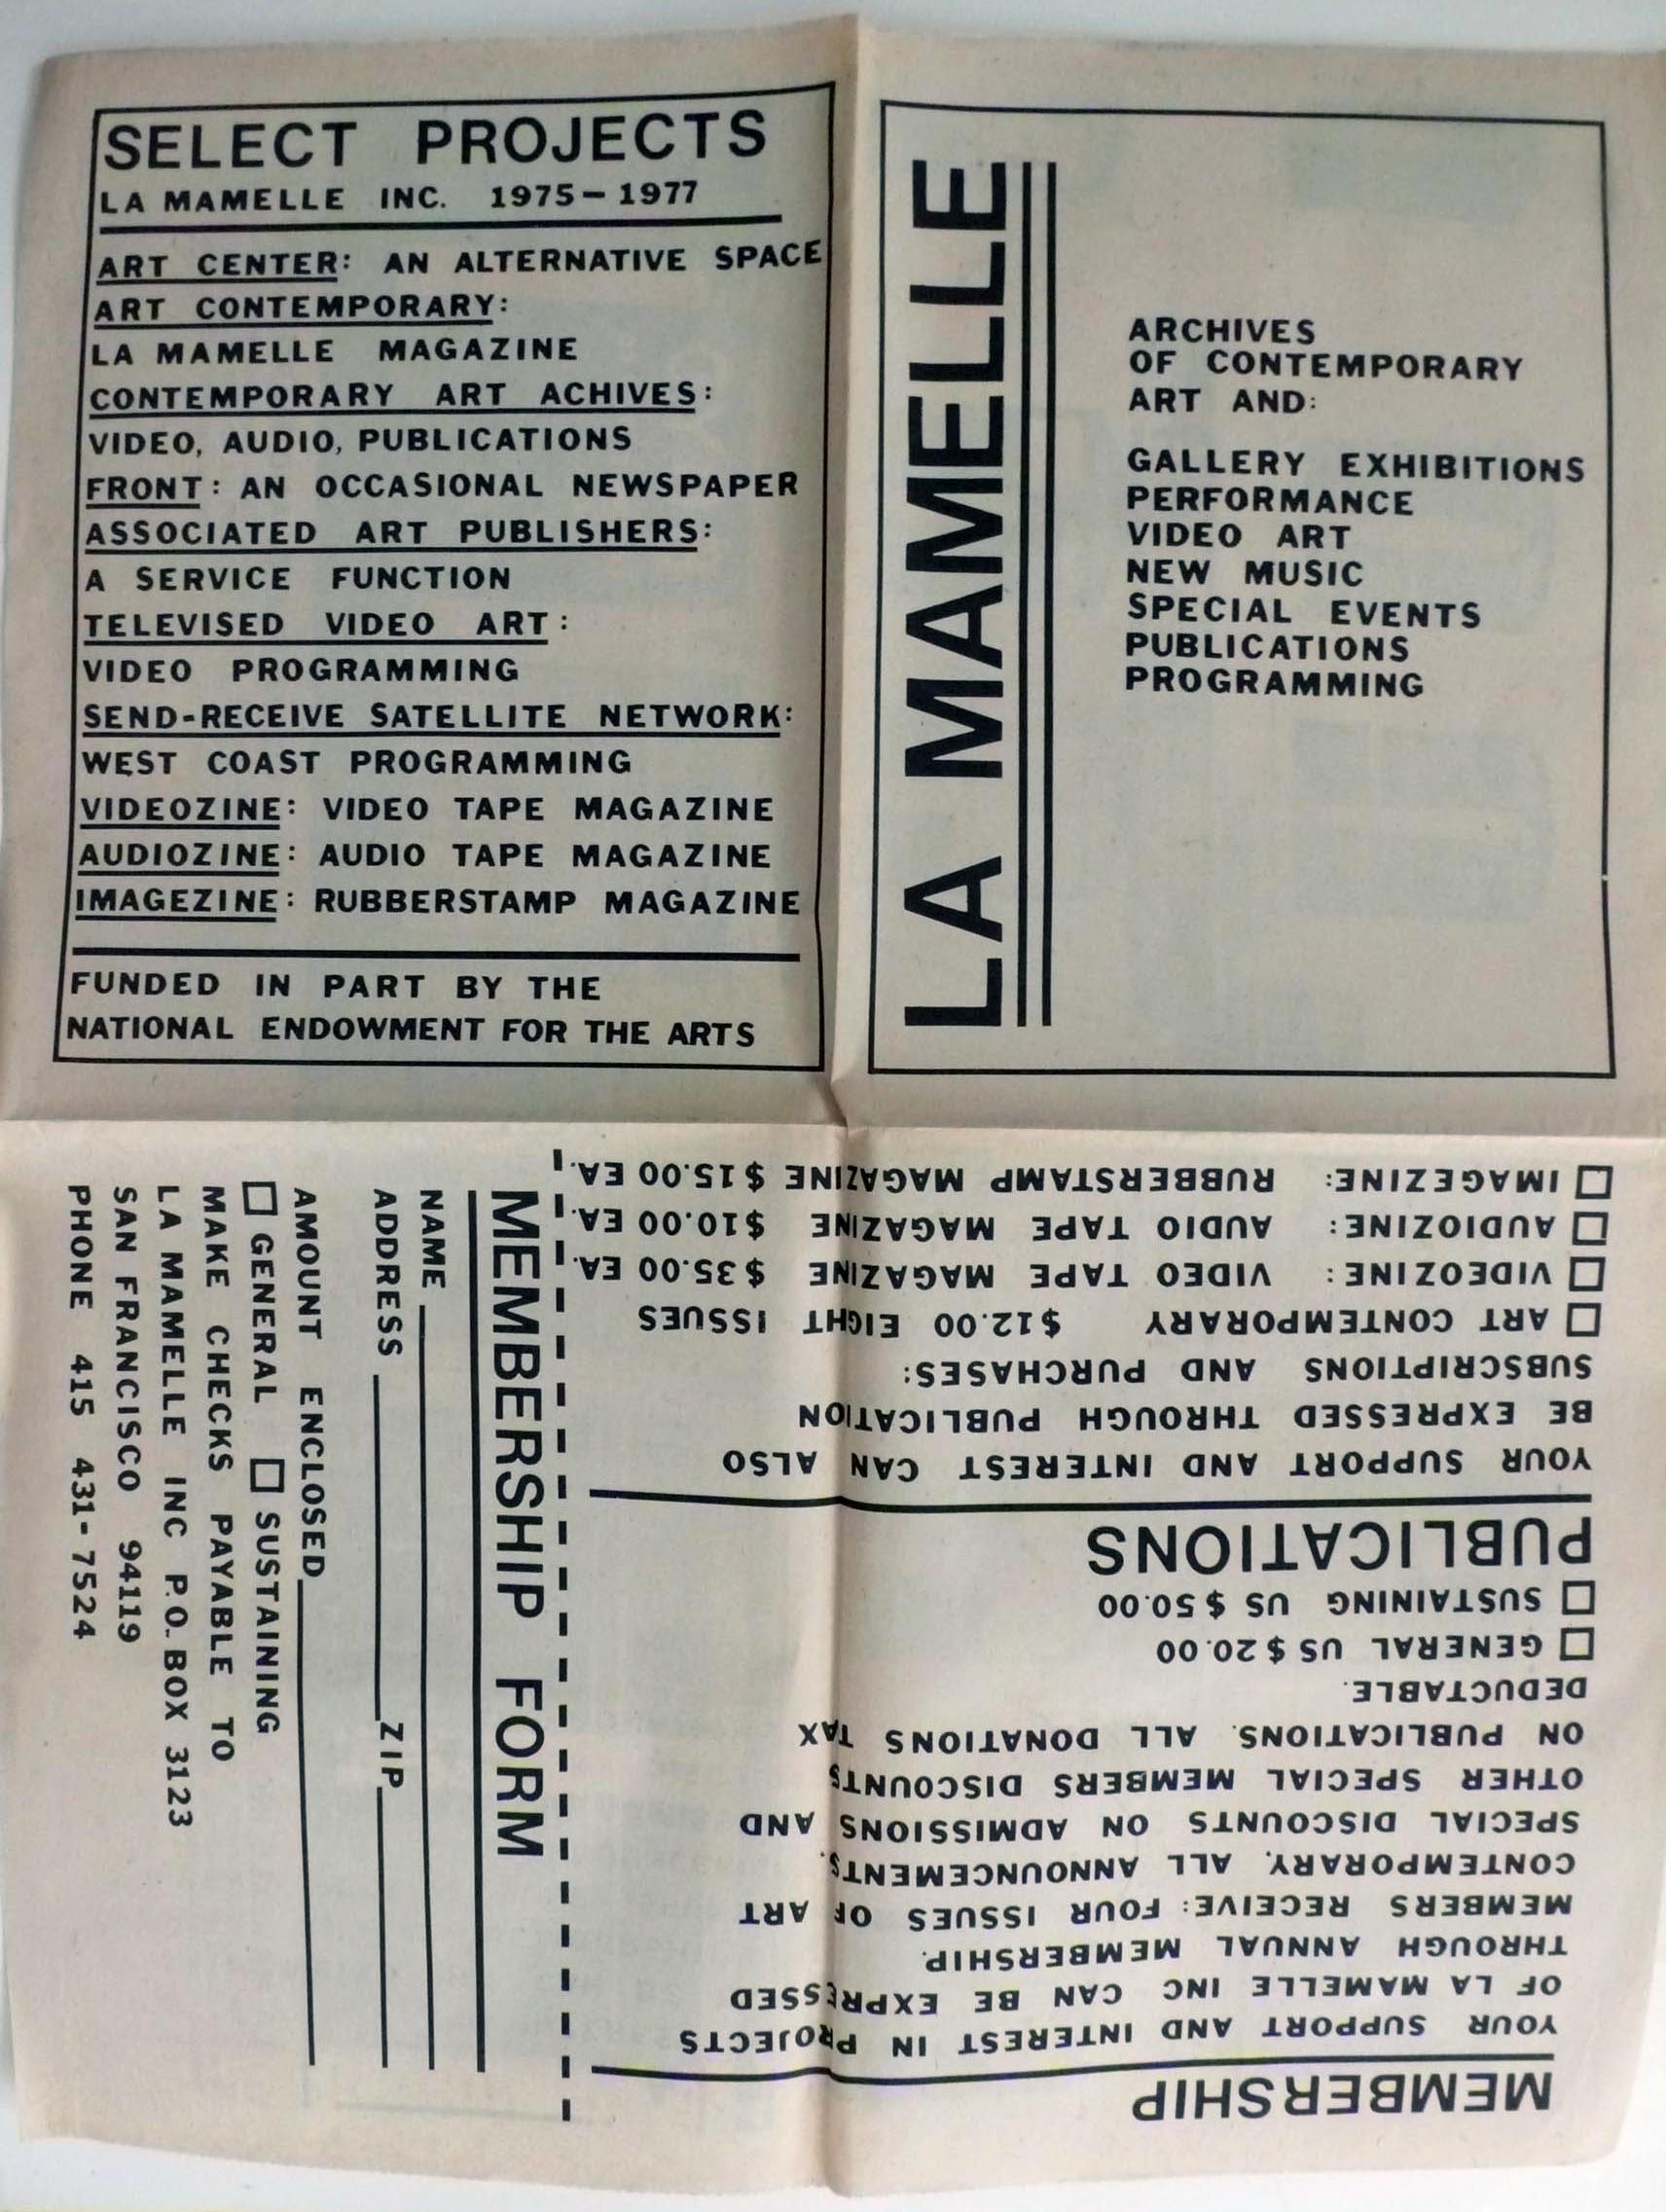 SELECT PROJECTS
LA MAMELLE INC. 1975-1977
ART CENTER: AN ALTERNATIVE SPACE
ART CONTEMPORARY:
LA MAMELLE MAGAZINE
CONTEMPORARY ART ACHIVES:
VIDEO, AUDIO, PUBLICATIONS
FRONT: AN OCCASIONAL NEWSPAPER
ASSOCIATED ART PUBLISHERS:
A SERVICE FUNCTION
TELEVISED VIDEO ART:
VIDEO PROGRAMMING
SEND-RECEIVE SATELLITE NETWORK:
WEST COAST PROGRAMMING
VIDEOZINE: VIDEO TAPE MAGAZINE
AUDIOZINE: AUDIO TAPE MAGAZINE
IMAGEZINE: RUBBERSTAMP MAGAZINE
FUNDED IN PART BY THE
NATIONAL ENDOWMENT FOR THE ARTS
LA MAMELLE
ARCHIVES
OF CONTEMPORARY
ART AND:
GALLERY EXHIBITIONS
PERFORMANCE
VIDEO ART
NEW MUSIC
SPECIAL EVENTS
PUBLICATIONS
PROGRAMMING
MEMBERSHIP
YOUR SUPPORT AND INTEREST IN PROJECTS
OF LA MAMELLE INC CAN BE EXPRESSED
THROUGH ANNUAL MEMBERSHIP.
MEMBERS RECEIVE: FOUR ISSUES OF ART
CONTEMPORARY. ALL ANNOUNCEMENTS.
SPECIAL DISCOUNTS ON ADMISSIONS AND
OTHER SPECIAL MEMBERS DISCOUNTS
ON PUBLICATIONS. ALL DONATIONS TAX
DEDUCTABLE.
GENERAL US $20.00
SUSTAINING US $50.00
PUBLICATIONS
YOUR SUPPORT AND INTEREST CAN ALSO
BE EXPRESSED THROUGH PUBLICATION
SUBSCRIPTIONS AND PURCHASES:
ART CONTEMPORARY $12.00 EIGHT ISSUES
VIDEOZINE: VIDEO TAPE MAGAZINE $35.00 EA.
AUDIOZINE: AUDIO TAPE MAGAZINE $10.00 EA.
IMAGEZINE: RUBBERSTAMP MAGAZINE $15.00 EA.
MEMBERSHIP FORM
NAME
ADDRESS ZIP
AMOUNT ENCLOSED
GENERAL SUSTAINING
MAKE CHECKS PAYABLE TO
LA MAMELLE INC P.O. BOX 3123
SAN FRANCISCO 94119
PHONE 415 431-7524